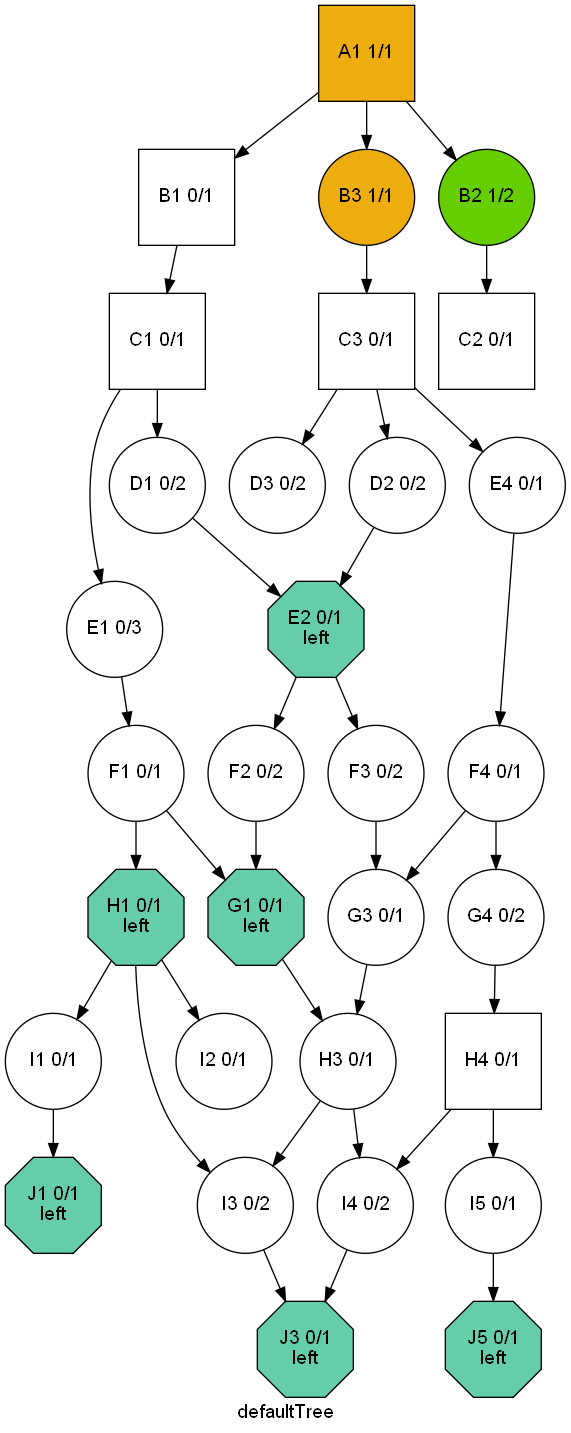 A1 1/1
B1 0/1
B3 1/1
B2 1/2
C1 0/1
C3 0/1
C2 0/1
D1 0/2
D3 0/2
D2 0/2
E4 0/1
E1 0/3
E2 0/1
left
F1 0/1
F2 0/2
F3 0/2
F4 0/1
H1 0/1
left
G1 0/1
left
G3 0/1
G4 0/2
I1 0/1
I2 0/1
H3 0/1
H4 0/1
J1 0/1
left
I3 0/2
I4 0/2
I5 0/1
J3 0/1
left
J5 0/1
left
defaultTree